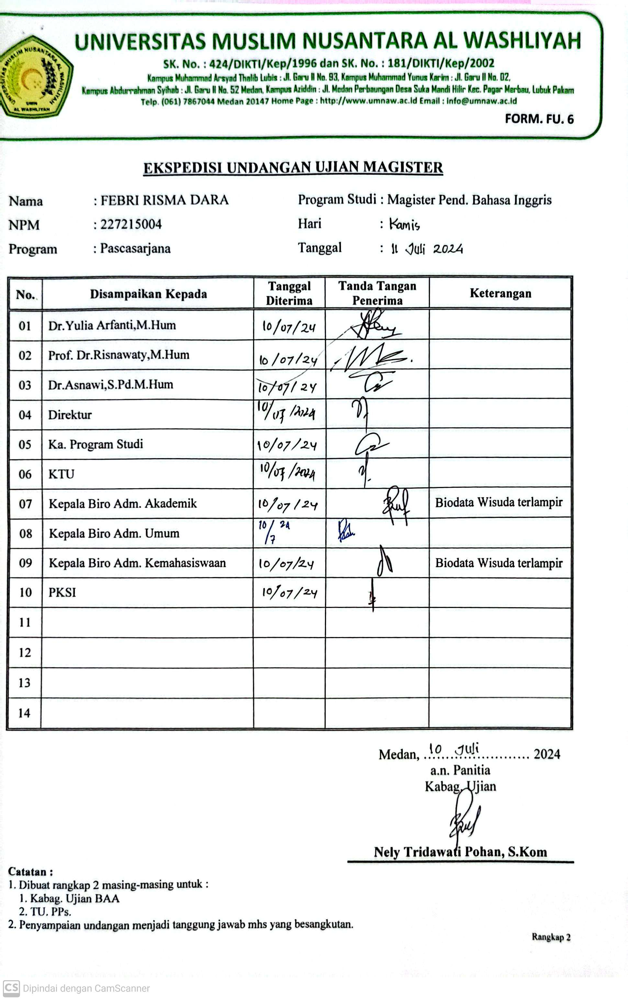 UNIVERSITAS MUSLIM NUSANTARA AL WASHLIYAH
SK. No. : 424/DIKTI/Kep/1996 dan SK. No. : 181/DIKTI/Kep/2002
Kampus Muhammad Arsyad Thalib Lubis : Jl. Garu II No. 93, Kampus Muhammad Yunus Karim : Jl. Garu II No. 02,
Kampus Abdurrahman Syihab : Jl. Garu II No. 52 Medan, Kampus Aziddin : Jl. Medan Perbaungan Desa Suka Mandi Hilir Kec. Pagar Merbau, Lubuk Pakam
Telp. (061) 7867044 Medan 20147 Home Page : http://www.umnaw.ac.id Email : info@umnaw.ac.id
UNIVERSITAS MUSLIM NUSANTARA AL WASHLIYAH
UMN
AL WASHLIYAH
FORM. FU. 6
EKSPEDISI UNDANGAN UJIAN MAGISTER
Nama : FEBRI RISMA DARA Program Studi : Magister Pend. Bahasa Inggris
NPM : 227215004 Hari : Kamis
Program : Pascasarjana Tanggal : 11 Juli 2024
No. Disampaikan Kepada Tanggal Diterima Tanda Tangan Penerima Keterangan
01 Dr.Yulia Arfanti,M.Hum 10/07/24
02 Prof. Dr.Risnawaty,M.Hum 10/07/24
03 Dr.Asnawi,S.Pd.M.Hum 10/07/24
04 Direktur 10/07/2024
05 Ka. Program Studi 10/07/24
06 KTU 10/07/2024
07 Kepala Biro Adm. Akademik 10/07/24 Biodata Wisuda terlampir
08 Kepala Biro Adm. Umum 10/7 24
09 Kepala Biro Adm. Kemahasiswaan 10/07/24 Biodata Wisuda terlampir
10 PKSI 10/07/24
11
12
13
14
Medan, 10 Juli 2024
a.n. Panitia
Kabag. Ujian
Nely Tridawati Pohan, S.Kom
Catatan :
1. Dibuat rangkap 2 masing-masing untuk :
1. Kabag. Ujian BAA
2. TU. PPs.
2. Penyampaian undangan menjadi tanggung jawab mhs yang besangkutan.
Rangkap 2
CS Dipindai dengan CamScanner